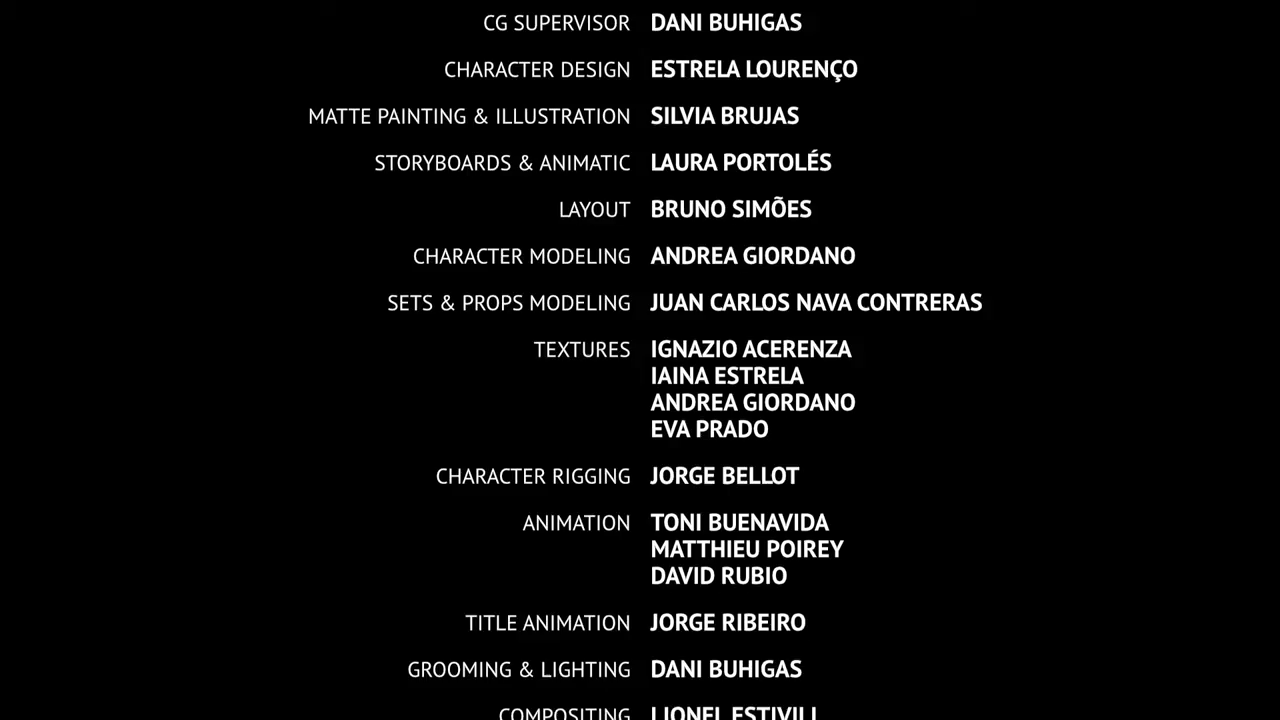 CG SUPERVISOR DANI BUHIGAS
CHARACTER DESIGN ESTRELA LOURENÇO
MATTE PAINTING & ILLUSTRATION SILVIA BRUJAS
STORYBOARDS & ANIMATIC LAURA PORTOLÉS
LAYOUT BRUNO SIMÕES
CHARACTER MODELING ANDREA GIORDANO
SETS & PROPS MODELING JUAN CARLOS NAVA CONTRERAS
TEXTURES IGNAZIO ACERENZA
IAINA ESTRELA
ANDREA GIORDANO
EVA PRADO
CHARACTER RIGGING JORGE BELLOT
ANIMATION TONI BUENAVIDA
MATTHIEU POIREY
DAVID RUBIO
TITLE ANIMATION JORGE RIBEIRO
GROOMING & LIGHTING DANI BUHIGAS
COMPOSITING LIONEL ESTIVILL